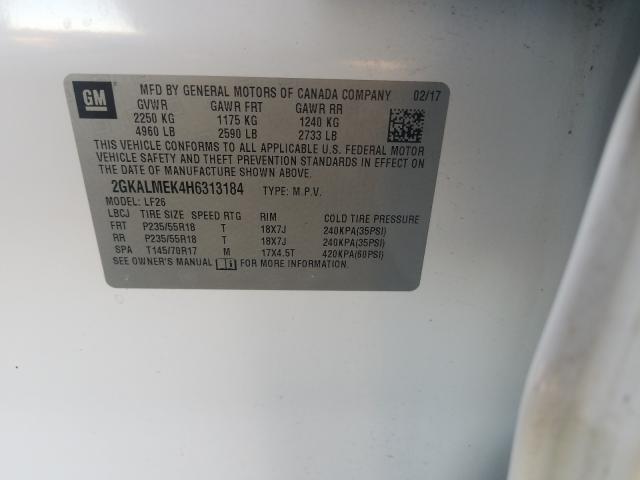 GM
MFD BY GENERAL MOTORS OF CANADA COMPANY 02/17
GVWR GAWR FRT GAWR RR
2250 KG 1175 KG 1240 KG
4960 LB 2590 LB 2733 LB
THIS VEHICLE CONFORMS TO ALL APPLICABLE U.S. FEDERAL MOTOR
VEHICLE SAFETY AND THEFT PREVENTION STANDARDS IN EFFECT ON
THE DATE OF MANUFACTURE SHOWN ABOVE.
2GKALMEK4H6313184 TYPE: M.P.V.
MODEL: LF26
LBCJ TIRE SIZE SPEED RTG RIM COLD TIRE PRESSURE
FRT P235/55R18 T 18X7J 240KPA(35PSI)
RR P235/55R18 T 18X7J 240KPA(35PSI)
SPA T145/70R17 M 17X4.5T 420KPA(60PSI)
SEE OWNER'S MANUAL FOR MORE INFORMATION